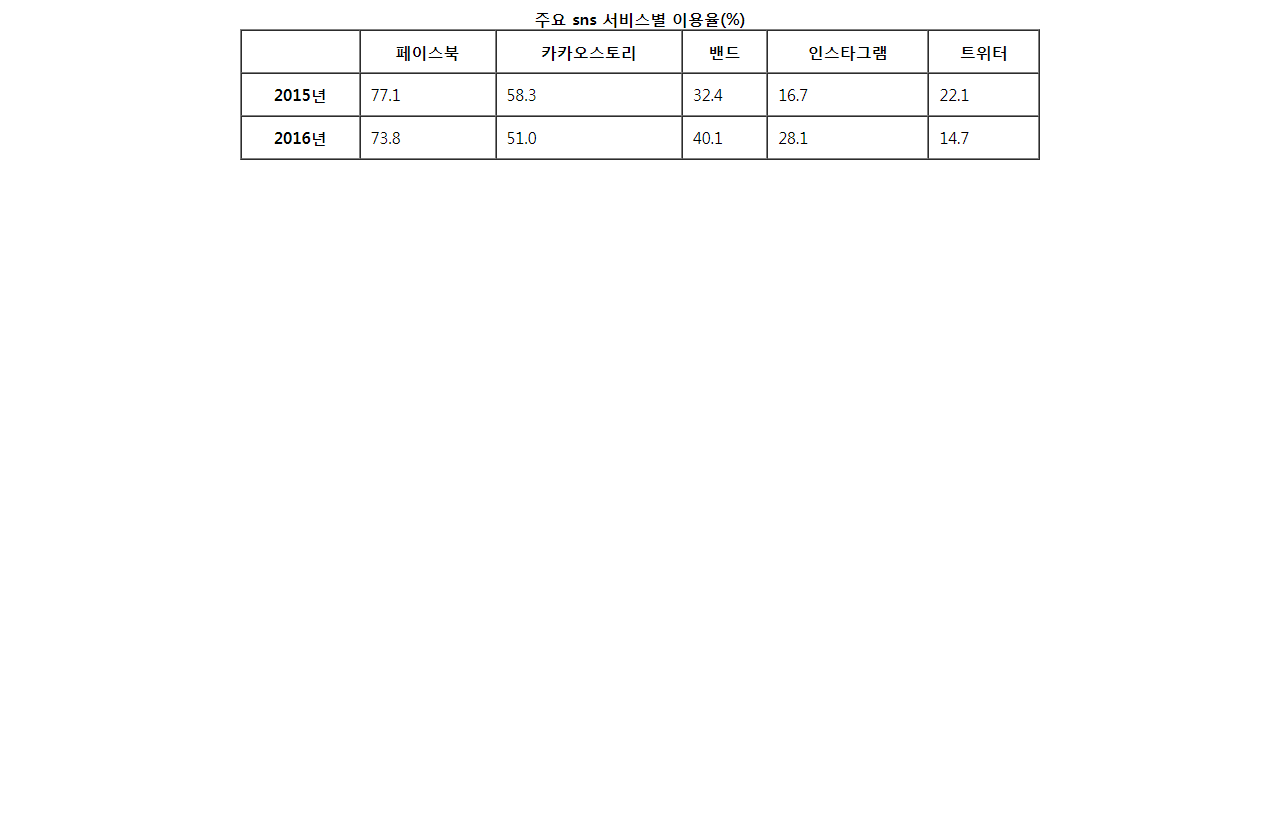 주요 sns 서비스별 이용율(%)
페이스북 카카오스토리 밴드 인스타그램 트위터
2015년 77.1 58.3 32.4 16.7 22.1
2016년 73.8 51.0 40.1 28.1 14.7